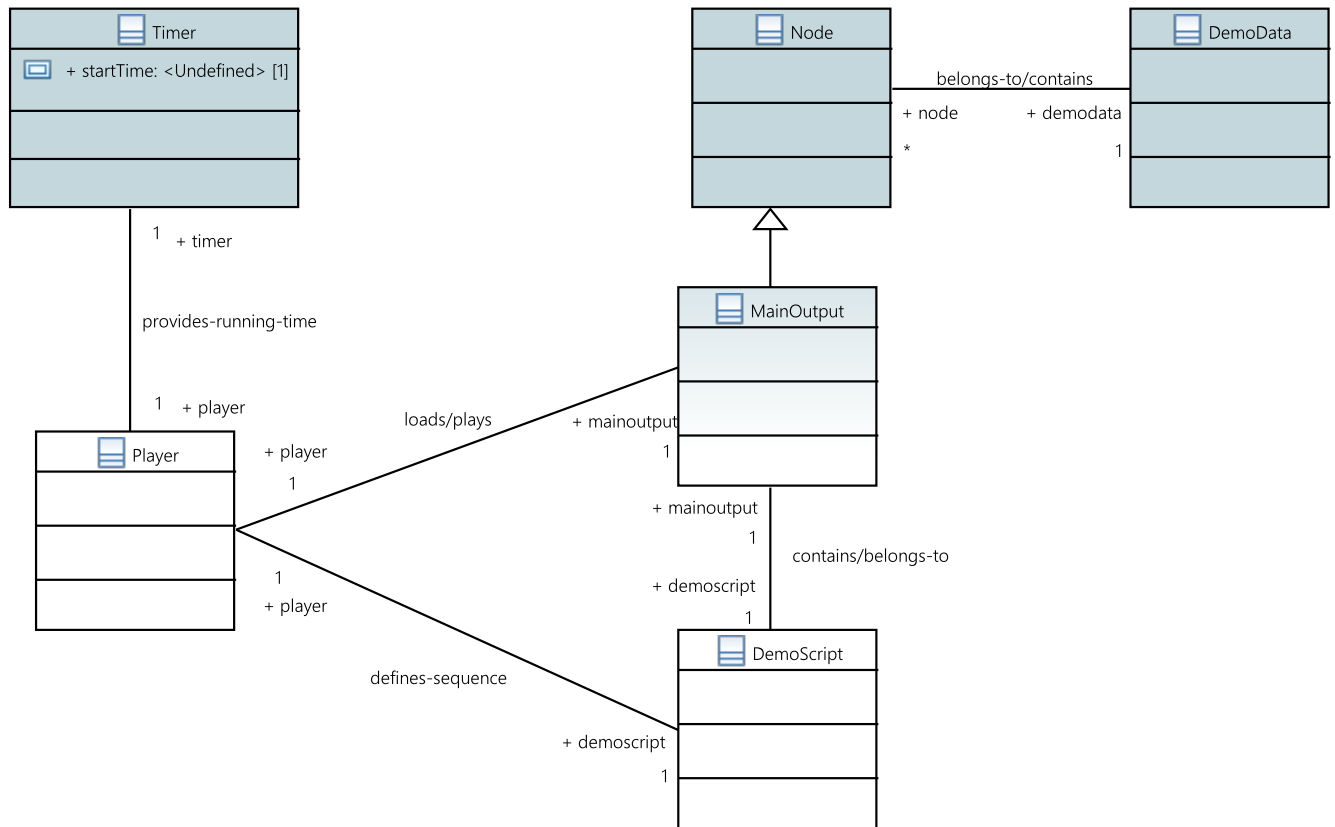 Timer
Node
DemoData
+ startTime: <Undefined> [1]
belongs-to/contains
+ node
+ demodata
*
1
1
+ timer
MainOutput
provides-running-time
1
+ player
loads/plays
+ mainoutput
Player
+ player
1
1
+ mainoutput
1
contains/belongs-to
1
+ demoscript
+ player
1
DemoScript
defines-sequence
+ demoscript
1